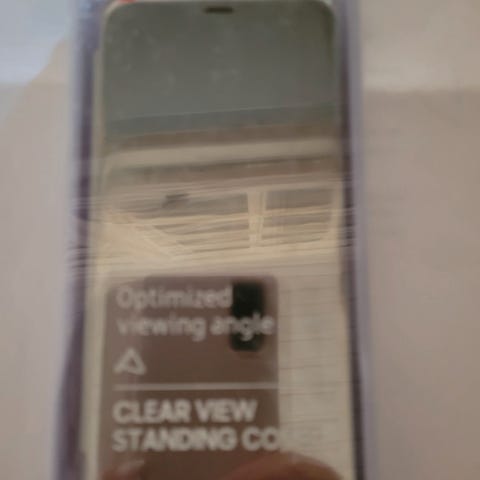 Optimized
viewing angle
CLEAR VIEW
STANDING